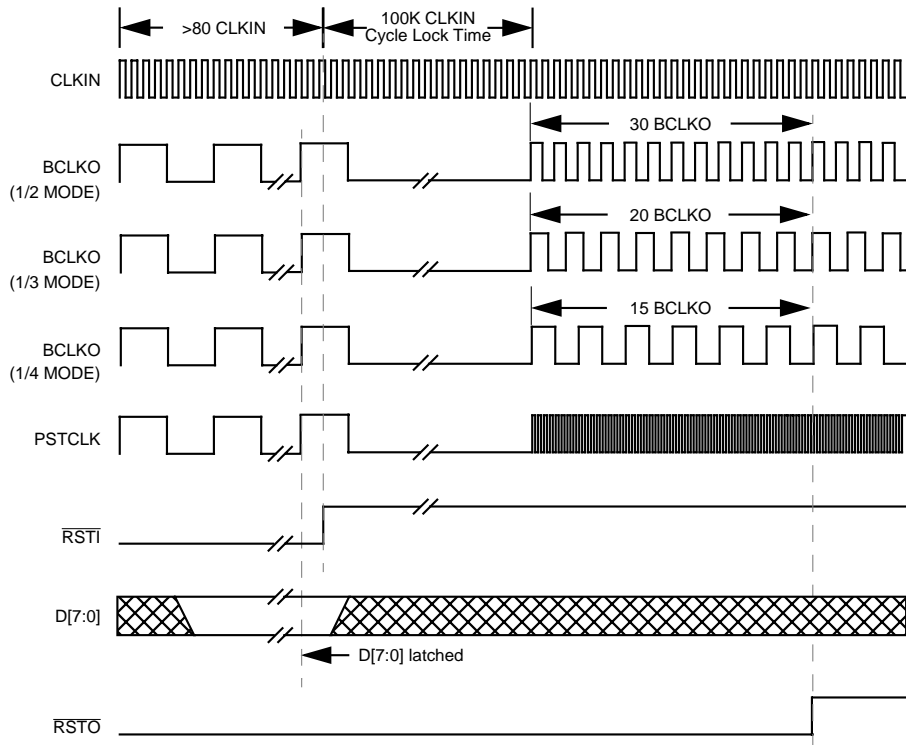 >80 CLKIN
100K CLKIN
Cycle Lock Time
CLKIN
30 BCLKO
BCLKO
(1/2 MODE)
20 BCLKO
BCLKO
(1/3 MODE)
15 BCLKO
BCLKO
(1/4 MODE)
PSTCLK
RSTI
D[7:0]
D[7:0] latched
RSTO